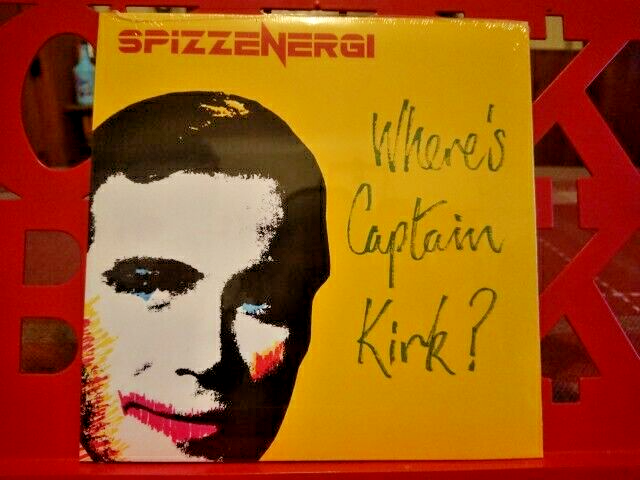 SPIZZENERGI
Where's
Captain
Kirk?